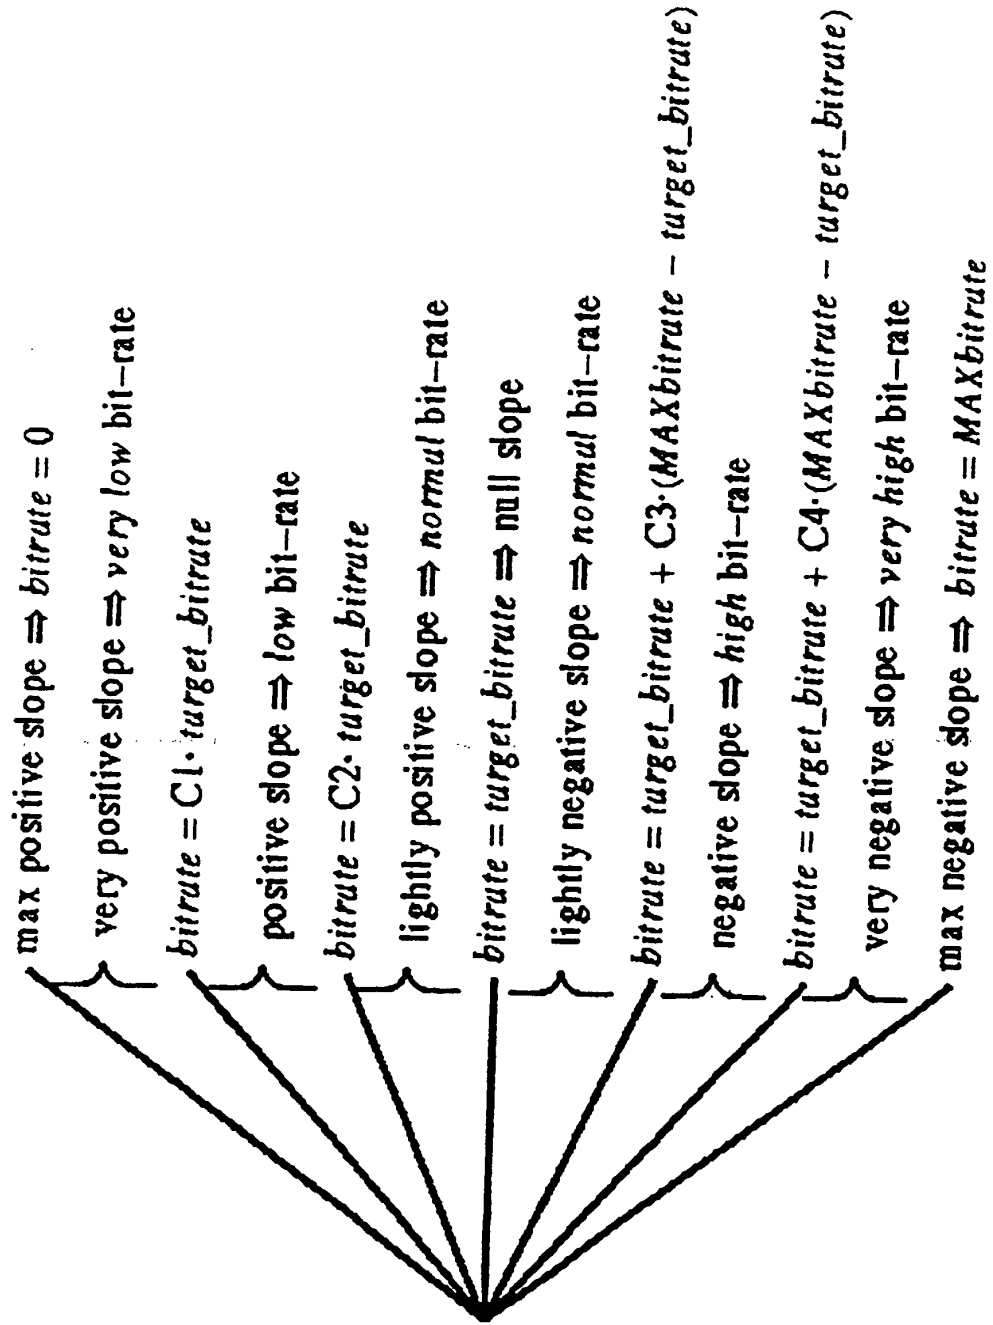 max positive slope ⇒ bitrate = 0
very positive slope ⇒ very low bit–rate
bitrate = C1· target_bitrate
positive slope ⇒ low bit–rate
bitrate = C2· target_bitrate
lightly positive slope ⇒ normal bit–rate
bitrate = target_bitrate ⇒ null slope
lightly negative slope ⇒ normal bit–rate
bitrate = target_bitrate + C3·(MAXbitrate − target_bitrate)
negative slope ⇒ high bit–rate
bitrate = target_bitrate + C4·(MAXbitrate − target_bitrate)
very negative slope ⇒ very high bit–rate
max negative slope ⇒ bitrate = MAXbitrate